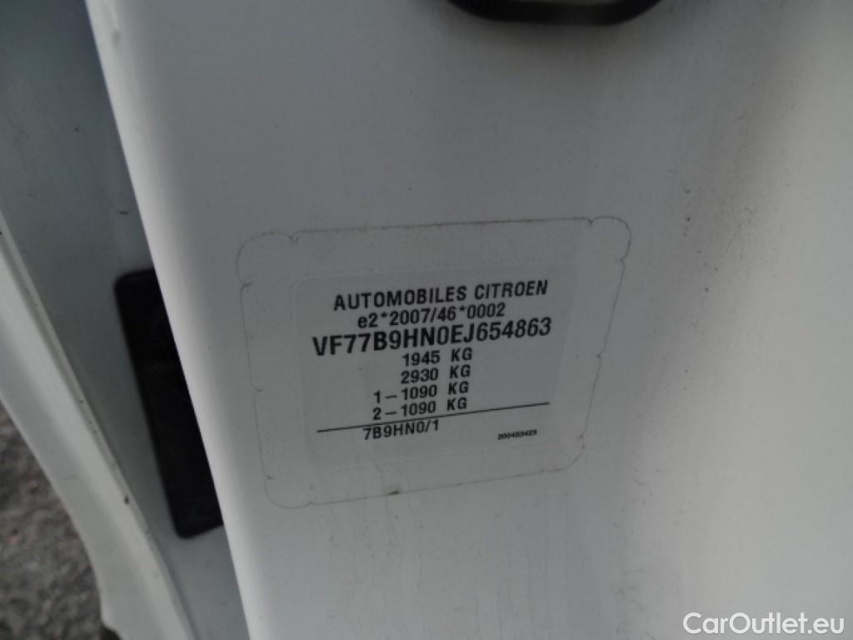 AUTOMOBILES CITROEN
e2*2007/46*0002
VF77B9HN0EJ654863
1945 KG
2930 KG
1-1090 KG
2-1090 KG
7B9HN0/1
CarOutlet.eu